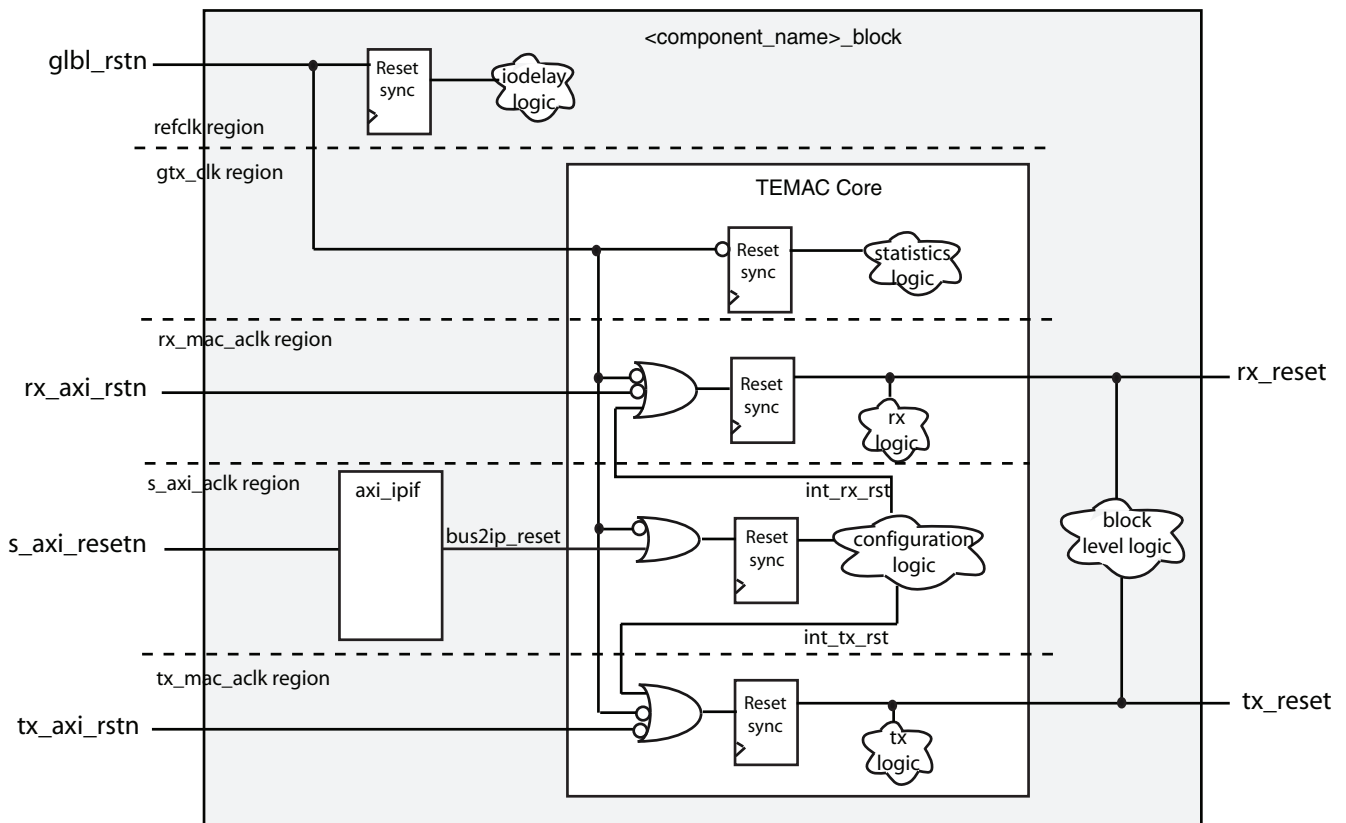 <component_name>_block
glbl_rstn
Reset
sync
iodelay
logic
refclk region
gtx_clk region
TEMAC Core
Reset
sync
statistics
logic
rx_mac_aclk region
rx_axi_rstn
Reset
sync
rx
logic
rx_reset
s_axi_aclk region
axi_ipif
int_rx_rst
s_axi_resetn
bus2ip_reset
Reset
sync
configuration
logic
block
level logic
int_tx_rst
tx_mac_aclk region
tx_axi_rstn
Reset
sync
tx
logic
tx_reset